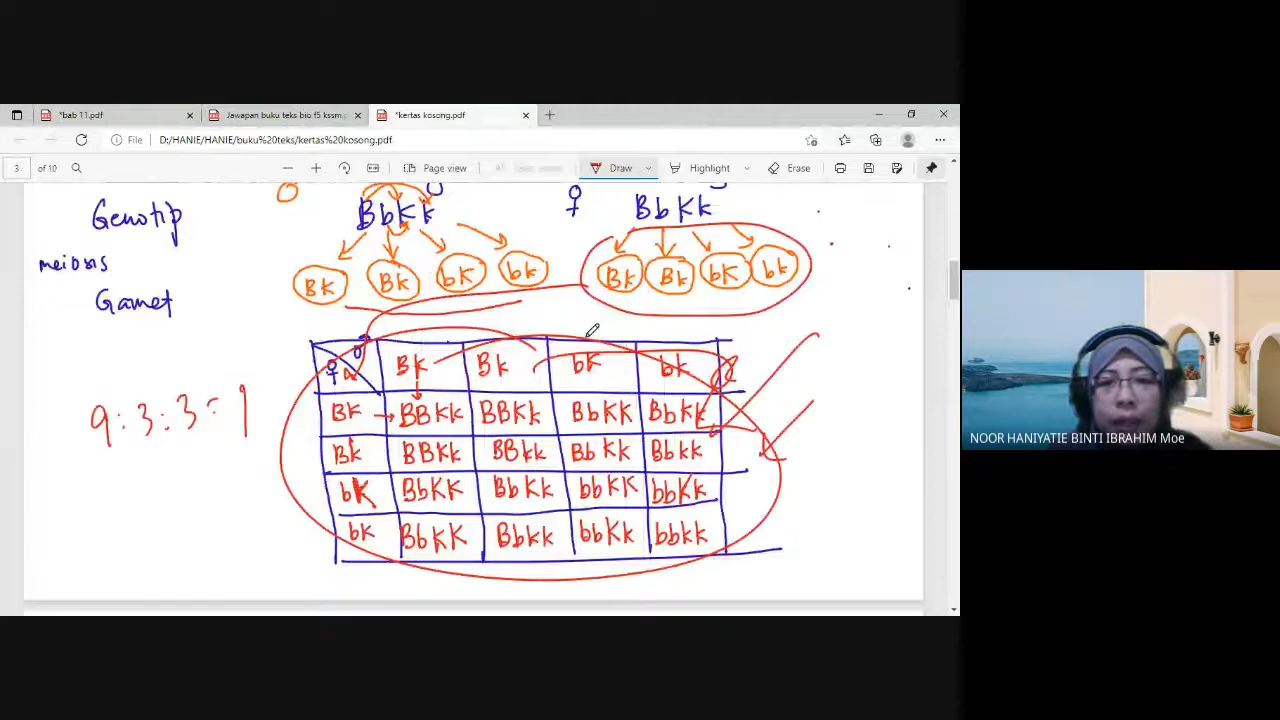 *bab 11.pdf
Jawapan buku teks bio f5 kssm.p
*kertas kosong.pdf
File
D:/HANIE/HANIE/buku%20teks/kertas%20kosong.pdf
3 of 10
Page view
Draw
Highlight
Erase
Genotip BbKk ♀ BbKk
meiosis
Gamet BK Bk bK bk BK Bk bK bk
♀ BK Bk bK bk
BK BBKK BBKk BbKK BbKk
9:3:3:1
Bk BBKk BBkk BbKk Bbkk
bK BbKK BbKk bbKK bbKk
bk BbKK Bbkk bbKk bbkk
NOOR HANIYATIE BINTI IBRAHIM Moe